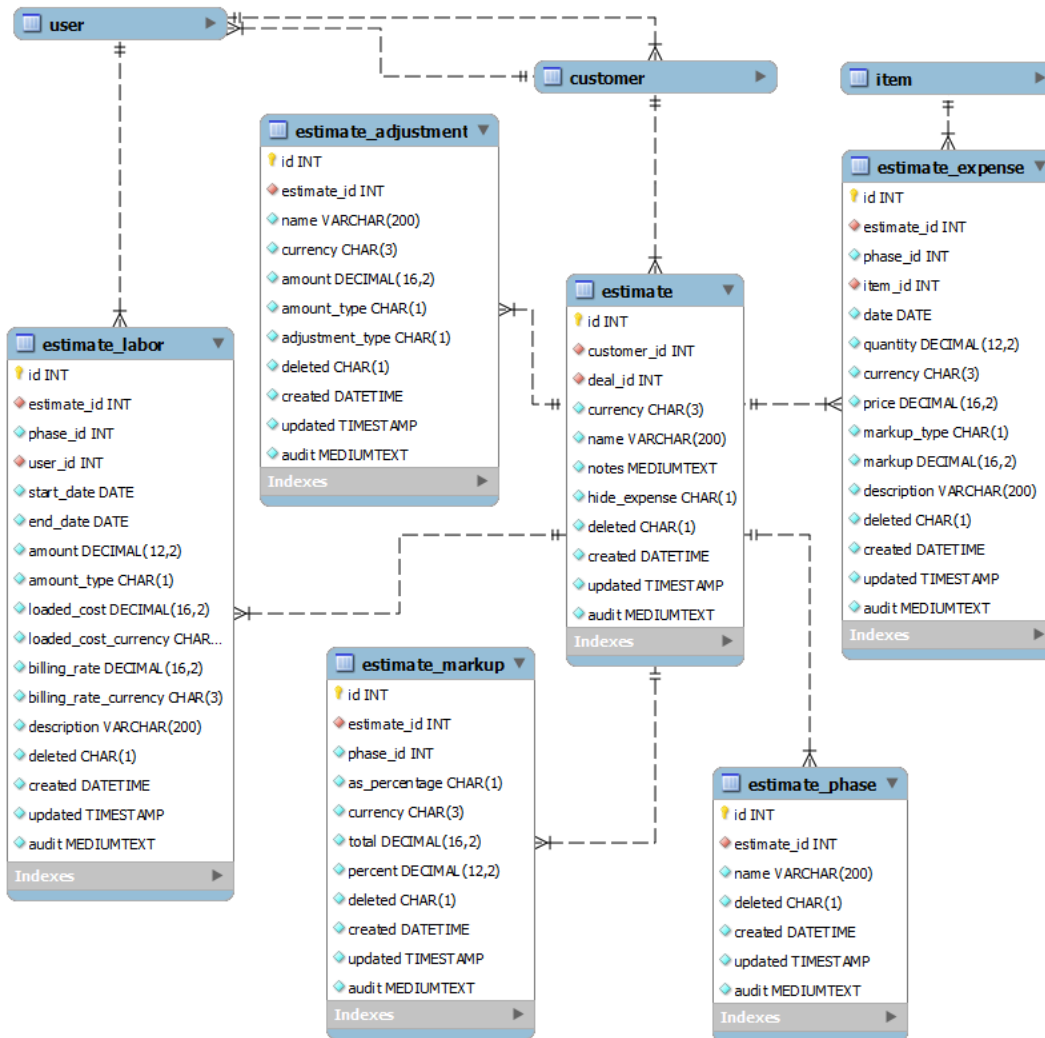 user
customer
item
estimate_adjustment
id INT
estimate_id INT
name VARCHAR(200)
currency CHAR(3)
amount DECIMAL(16,2)
amount_type CHAR(1)
adjustment_type CHAR(1)
deleted CHAR(1)
created DATETIME
updated TIMESTAMP
audit MEDIUMTEXT
Indexes
estimate_expense
id INT
estimate_id INT
phase_id INT
item_id INT
date DATE
quantity DECIMAL(12,2)
currency CHAR(3)
price DECIMAL(16,2)
markup_type CHAR(1)
markup DECIMAL(16,2)
description VARCHAR(200)
deleted CHAR(1)
created DATETIME
updated TIMESTAMP
audit MEDIUMTEXT
Indexes
estimate
id INT
customer_id INT
deal_id INT
currency CHAR(3)
name VARCHAR(200)
notes MEDIUMTEXT
hide_expense CHAR(1)
deleted CHAR(1)
created DATETIME
updated TIMESTAMP
audit MEDIUMTEXT
Indexes
estimate_labor
id INT
estimate_id INT
phase_id INT
user_id INT
start_date DATE
end_date DATE
amount DECIMAL(12,2)
amount_type CHAR(1)
loaded_cost DECIMAL(16,2)
loaded_cost_currency CHAR...
billing_rate DECIMAL(16,2)
billing_rate_currency CHAR(3)
description VARCHAR(200)
deleted CHAR(1)
created DATETIME
updated TIMESTAMP
audit MEDIUMTEXT
Indexes
estimate_markup
id INT
estimate_id INT
phase_id INT
as_percentage CHAR(1)
currency CHAR(3)
total DECIMAL(16,2)
percent DECIMAL(12,2)
deleted CHAR(1)
created DATETIME
updated TIMESTAMP
audit MEDIUMTEXT
Indexes
estimate_phase
id INT
estimate_id INT
name VARCHAR(200)
deleted CHAR(1)
created DATETIME
updated TIMESTAMP
audit MEDIUMTEXT
Indexes